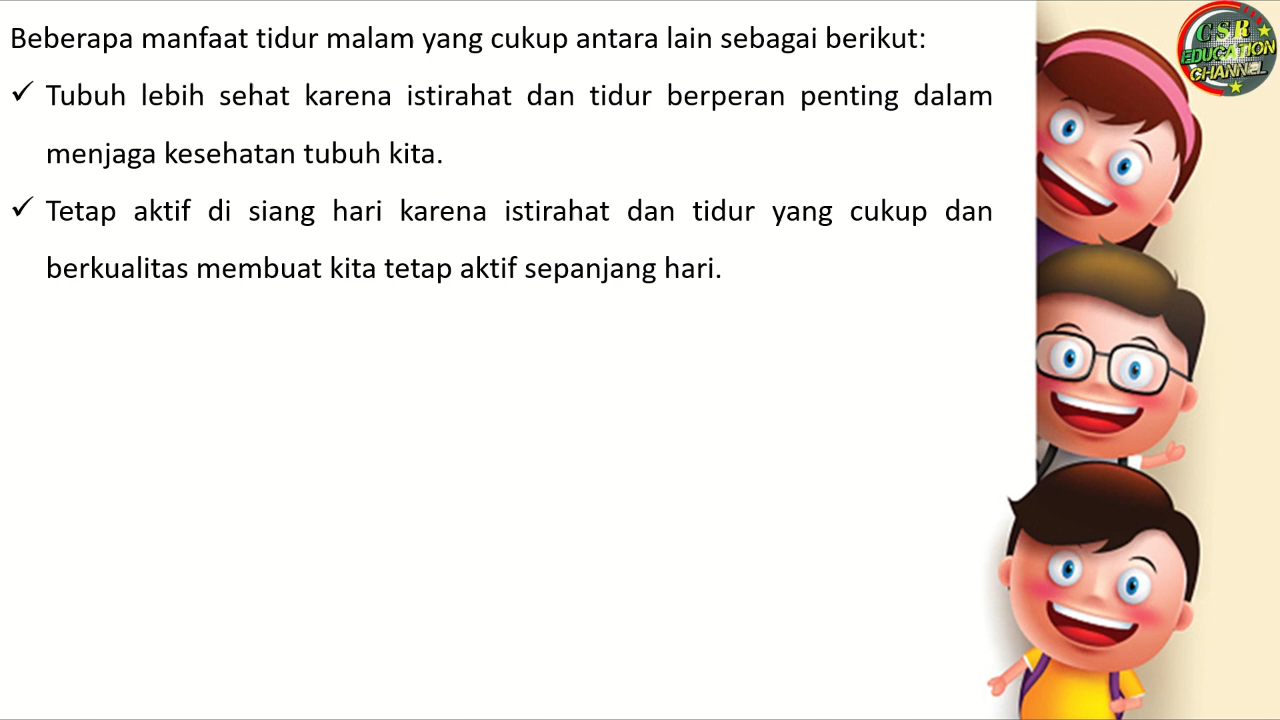 Beberapa manfaat tidur malam yang cukup antara lain sebagai berikut:
✓ Tubuh lebih sehat karena istirahat dan tidur berperan penting dalam
menjaga kesehatan tubuh kita.
✓ Tetap aktif di siang hari karena istirahat dan tidur yang cukup dan
berkualitas membuat kita tetap aktif sepanjang hari.
CSR
EDUCATION
CHANNEL